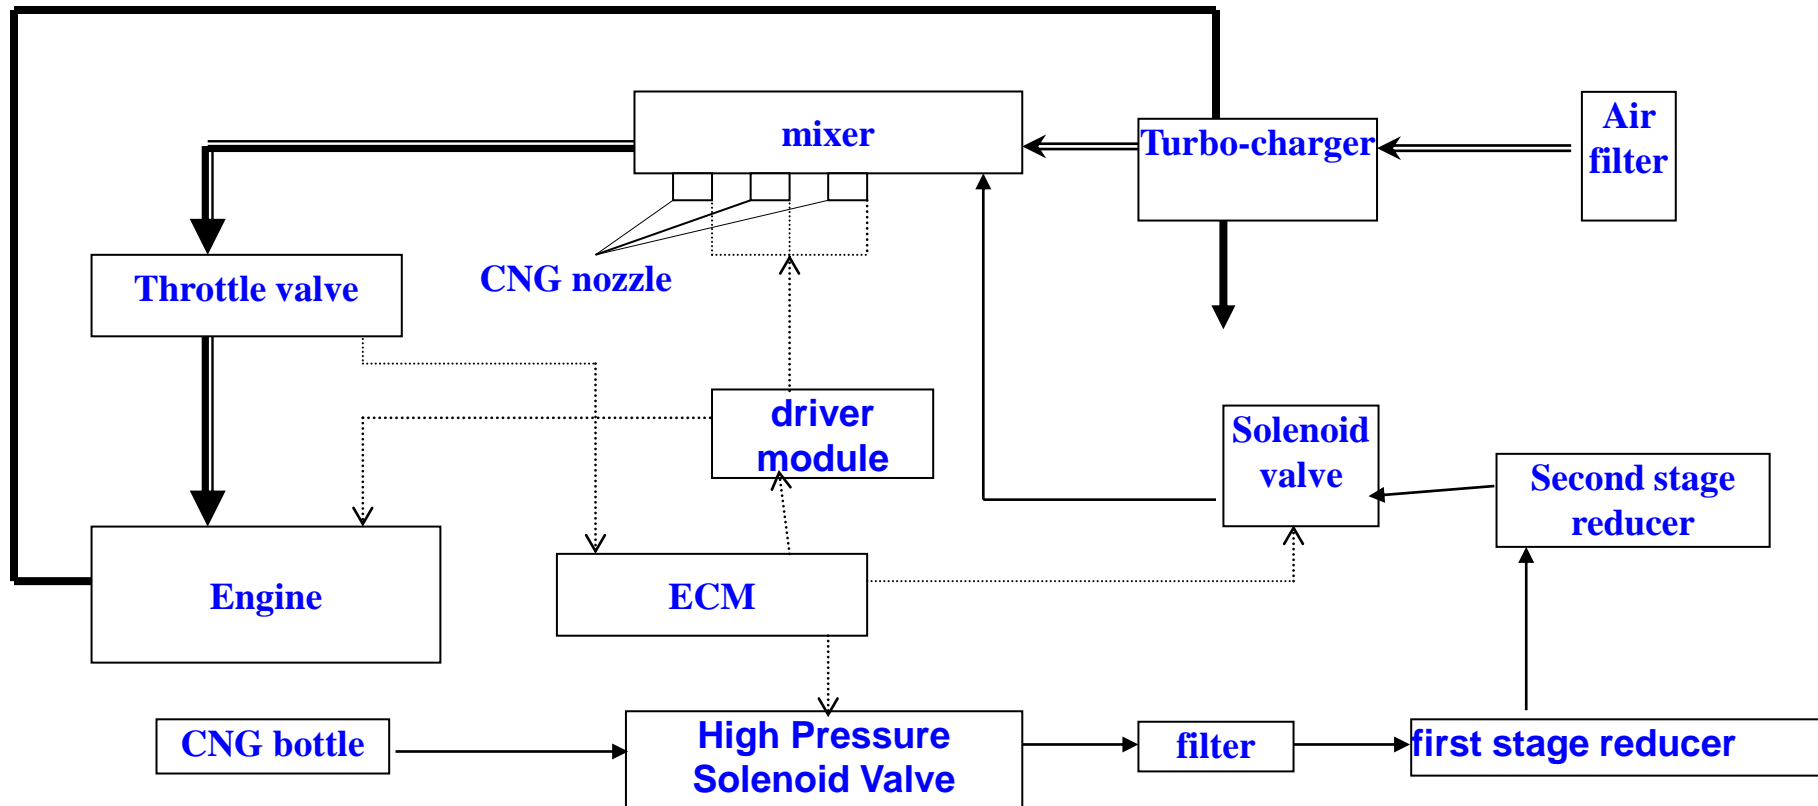 mixer
Turbo-charger
Air
filter
Throttle valve
CNG nozzle
driver
module
Solenoid
valve
Second stage
reducer
Engine
ECM
CNG bottle
High Pressure
Solenoid Valve
filter
first stage reducer